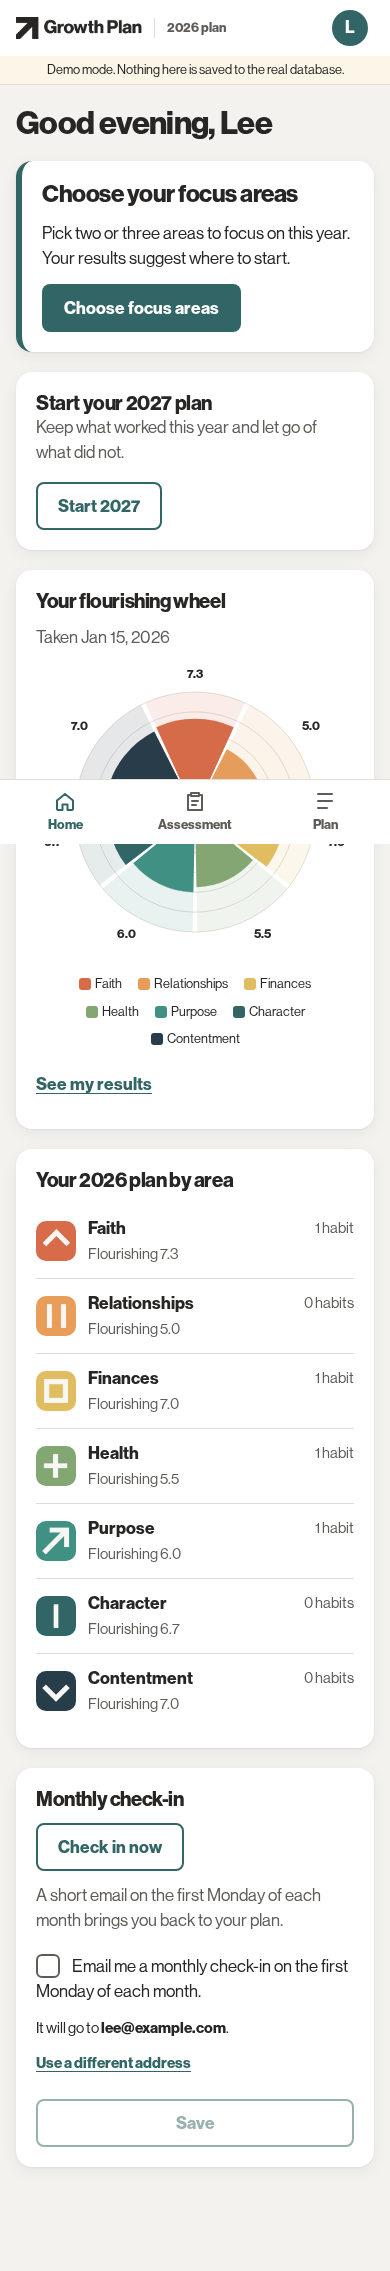 Growth Plan
2026 plan
L
Demo mode. Nothing here is saved to the real database.
Good evening, Lee
Choose your focus areas
Pick two or three areas to focus on this year.
Your results suggest where to start.
Choose focus areas
Start your 2027 plan
Keep what worked this year and let go of
what did not.
Start 2027
Your flourishing wheel
Taken Jan 15, 2026
7.3
7.0
5.0
Home
Assessment
Plan
6.0
5.5
Faith
Relationships
Finances
Health
Purpose
Character
Contentment
See my results
Your 2026 plan by area
Faith
1 habit
Flourishing 7.3
Relationships
0 habits
Flourishing 5.0
Finances
1 habit
Flourishing 7.0
Health
1 habit
Flourishing 5.5
Purpose
1 habit
Flourishing 6.0
Character
0 habits
Flourishing 6.7
Contentment
0 habits
Flourishing 7.0
Monthly check-in
Check in now
A short email on the first Monday of each
month brings you back to your plan.
Email me a monthly check-in on the first
Monday of each month.
It will go to lee@example.com.
Use a different address
Save